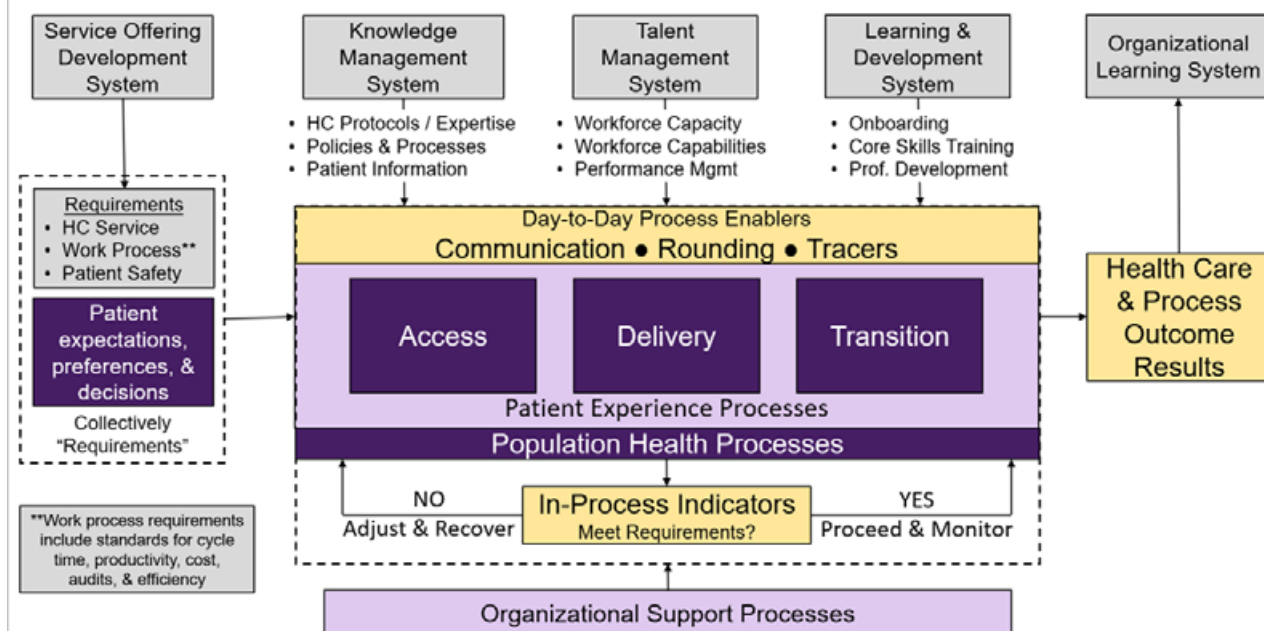 Service Offering
Development
System
Knowledge
Management
System
Talent
Management
System
Learning &
Development
System
Organizational
Learning System
• HC Protocols / Expertise
• Policies & Processes
• Patient Information
• Workforce Capacity
• Workforce Capabilities
• Performance Mgmt
• Onboarding
• Core Skills Training
• Prof. Development
Requirements
• HC Service
• Work Process**
• Patient Safety
Patient
expectations,
preferences, &
decisions
Collectively
“Requirements”
Day-to-Day Process Enablers
Communication ● Rounding ● Tracers
Access
Delivery
Transition
Patient Experience Processes
Population Health Processes
Health Care
& Process
Outcome
Results
NO
Adjust & Recover
In-Process Indicators
Meet Requirements?
YES
Proceed & Monitor
**Work process requirements
include standards for cycle
time, productivity, cost,
audits, & efficiency
Organizational Support Processes